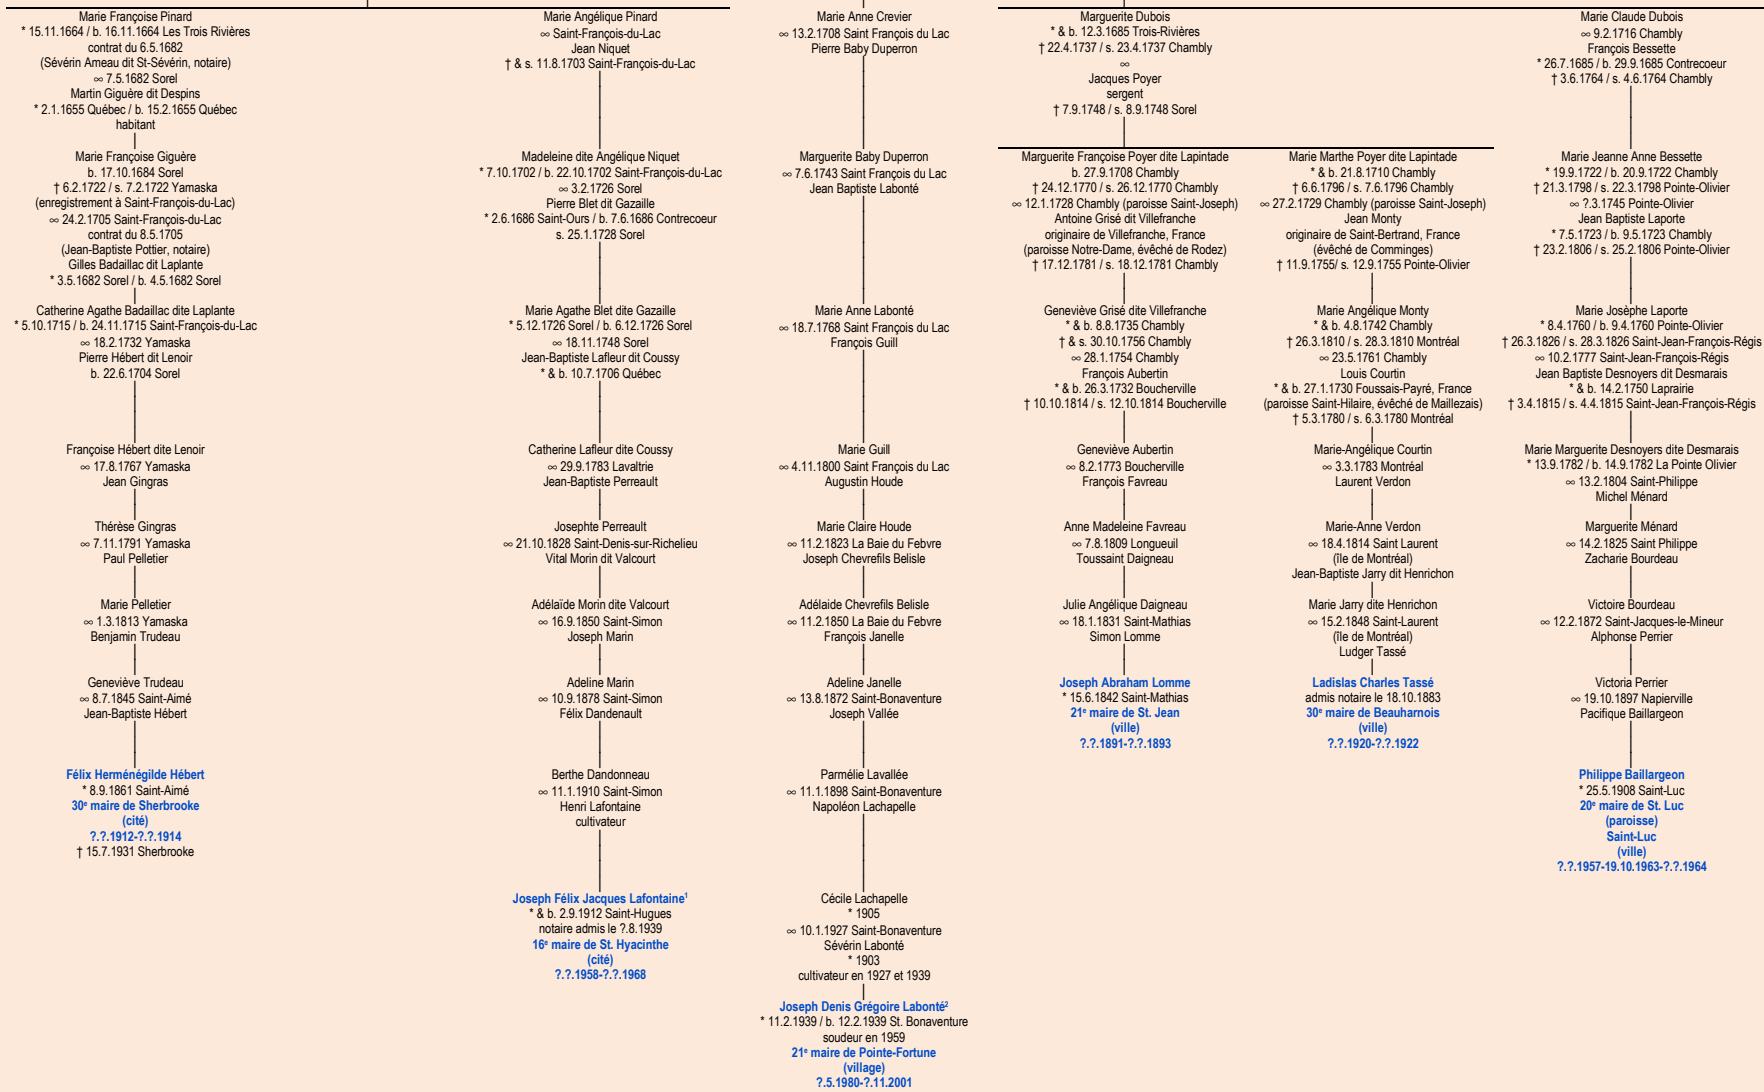 Marie Françoise Pinard
* 15.11.1664 / b. 16.11.1664 Les Trois Rivières
contrat du 6.5.1682
(Sévérin Ameau dit St-Sévérin, notaire)
∞ 7.5.1682 Sorel
Martin Giguère dit Despins
* 2.1.1655 Québec / b. 15.2.1655 Québec
habitant
Marie Françoise Giguère
b. 17.10.1684 Sorel
† 6.2.1722 / s. 7.2.1722 Yamaska
(enregistrement à Saint-François-du-Lac)
∞ 24.2.1705 Saint-François-du-Lac
contrat du 8.5.1705
(Jean-Baptiste Pottier, notaire)
Gilles Badaillac dit Laplante
* 3.5.1682 Sorel / b. 4.5.1682 Sorel
Catherine Agathe Badaillac dite Laplante
* 5.10.1715 / b. 24.11.1715 Saint-François-du-Lac
∞ 18.2.1732 Yamaska
Pierre Hébert dit Lenoir
b. 22.6.1704 Sorel
Françoise Hébert dite Lenoir
∞ 17.8.1767 Yamaska
Jean Gingras
Thérèse Gingras
∞ 7.11.1791 Yamaska
Paul Pelletier
Marie Pelletier
∞ 1.3.1813 Yamaska
Benjamin Trudeau
Geneviève Trudeau
∞ 8.7.1845 Saint-Aimé
Jean-Baptiste Hébert
Félix Herménégilde Hébert
* 8.9.1861 Saint-Aimé
30e maire de Sherbrooke
(cité)
?.?.1912-?.?.1914
† 15.7.1931 Sherbrooke
Marie Angélique Pinard
∞ Saint-François-du-Lac
Jean Niquet
† & s. 11.8.1703 Saint-François-du-Lac
Madeleine dite Angélique Niquet
* 7.10.1702 / b. 22.10.1702 Saint-François-du-Lac
∞ 3.2.1726 Sorel
Pierre Blet dit Gazaille
* 2.6.1686 Saint-Ours / b. 7.6.1686 Contrecoeur
s. 25.1.1728 Sorel
Marie Agathe Blet dite Gazaille
* 5.12.1726 Sorel / b. 6.12.1726 Sorel
∞ 18.11.1748 Sorel
Jean-Baptiste Lafleur dit Coussy
* & b. 10.7.1706 Québec
Catherine Lafleur dite Coussy
∞ 29.9.1783 Lavaltrie
Jean-Baptiste Perreault
Josephte Perreault
∞ 21.10.1828 Saint-Denis-sur-Richelieu
Vital Morin dit Valcourt
Adélaïde Morin dite Valcourt
∞ 16.9.1850 Saint-Simon
Joseph Marin
Adeline Marin
∞ 10.9.1878 Saint-Simon
Félix Dandenault
Berthe Dandonneau
∞ 11.1.1910 Saint-Simon
Henri Lafontaine
cultivateur
Joseph Félix Jacques Lafontaine¹
* & b. 2.9.1912 Saint-Hugues
notaire admis le ?.8.1939
16e maire de St. Hyacinthe
(cité)
?.?.1958-?.?.1968
Marie Anne Crevier
∞ 13.2.1708 Saint François du Lac
Pierre Baby Duperron
Marguerite Baby Duperron
∞ 7.6.1743 Saint François du Lac
Jean Baptiste Labonté
Marie Anne Labonté
∞ 18.7.1768 Saint François du Lac
François Guill
Marie Guill
∞ 4.11.1800 Saint François du Lac
Augustin Houde
Marie Claire Houde
∞ 11.2.1823 La Baie du Febvre
Joseph Chevrefils Belisle
Adélaide Chevrefils Belisle
∞ 11.2.1850 La Baie du Febvre
François Janelle
Adeline Janelle
∞ 13.8.1872 Saint-Bonaventure
Joseph Vallée
Parmélie Lavallée
∞ 11.1.1898 Saint-Bonaventure
Napoléon Lachapelle
Cécile Lachapelle
* 1905
∞ 10.1.1927 Saint-Bonaventure
Sévérin Labonté
* 1903
cultivateur en 1927 et 1939
Joseph Denis Grégoire Labonté²
* 11.2.1939 / b. 12.2.1939 St. Bonaventure
soudeur en 1959
21e maire de Pointe-Fortune
(village)
?.5.1980-?.11.2001
Marguerite Dubois
* & b. 12.3.1685 Trois-Rivières
† 22.4.1737 / s. 23.4.1737 Chambly
∞
Jacques Poyer
sergent
† 7.9.1748 / s. 8.9.1748 Sorel
Marguerite Françoise Poyer dite Lapintade
b. 27.9.1708 Chambly
† 24.12.1770 / s. 26.12.1770 Chambly
∞ 12.1.1728 Chambly (paroisse Saint-Joseph)
Antoine Grisé dit Villefranche
originaire de Villefranche, France
(paroisse Notre-Dame, évêché de Rodez)
† 17.12.1781 / s. 18.12.1781 Chambly
Geneviève Grisé dite Villefranche
* & b. 8.8.1735 Chambly
† & s. 30.10.1756 Chambly
∞ 28.1.1754 Chambly
François Aubertin
* & b. 26.3.1732 Boucherville
† 10.10.1814 / s. 12.10.1814 Boucherville
Geneviève Aubertin
∞ 8.2.1773 Boucherville
François Favreau
Anne Madeleine Favreau
∞ 7.8.1809 Longueuil
Toussaint Daigneau
Julie Angélique Daigneau
∞ 18.1.1831 Saint-Mathias
Simon Lomme
Joseph Abraham Lomme
* 15.6.1842 Saint-Mathias
21e maire de St. Jean
(ville)
?.?.1891-?.?.1893
Marie Marthe Poyer dite Lapintade
* & b. 21.8.1710 Chambly
† 6.6.1796 / s. 7.6.1796 Chambly
∞ 27.2.1729 Chambly (paroisse Saint-Joseph)
Jean Monty
originaire de Saint-Bertrand, France
(évêché de Comminges)
† 11.9.1755/ s. 12.9.1755 Pointe-Olivier
Marie Angélique Monty
* & b. 4.8.1742 Chambly
† 26.3.1810 / s. 28.3.1810 Montréal
∞ 23.5.1761 Chambly
Louis Courtin
* & b. 27.1.1730 Foussais-Payré, France
(paroisse Saint-Hilaire, évêché de Maillezais)
† 5.3.1780 / s. 6.3.1780 Montréal
Marie-Angélique Courtin
∞ 3.3.1783 Montréal
Laurent Verdon
Marie-Anne Verdon
∞ 18.4.1814 Saint Laurent
(île de Montréal)
Jean-Baptiste Jarry dit Henrichon
Marie Jarry dite Henrichon
∞ 15.2.1848 Saint-Laurent
(île de Montréal)
Ludger Tassé
Ladislas Charles Tassé
admis notaire le 18.10.1883
30e maire de Beauharnois
(ville)
?.?.1920-?.?.1922
Marie Claude Dubois
∞ 9.2.1716 Chambly
François Bessette
* 26.7.1685 / b. 29.9.1685 Contrecoeur
† 3.6.1764 / s. 4.6.1764 Chambly
Marie Jeanne Anne Bessette
* 19.9.1722 / b. 20.9.1722 Chambly
† 21.3.1798 / s. 22.3.1798 Pointe-Olivier
∞ ?.3.1745 Pointe-Olivier
Jean Baptiste Laporte
* 7.5.1723 / b. 9.5.1723 Chambly
† 23.2.1806 / s. 25.2.1806 Pointe-Olivier
Marie Josèphe Laporte
* 8.4.1760 / b. 9.4.1760 Pointe-Olivier
† 26.3.1826 / s. 28.3.1826 Saint-Jean-François-Régis
∞ 10.2.1777 Saint-Jean-François-Régis
Jean Baptiste Desnoyers dit Desmarais
* & b. 14.2.1750 Laprairie
† 3.4.1815 / s. 4.4.1815 Saint-Jean-François-Régis
Marie Marguerite Desnoyers dite Desmarais
* 13.9.1782 / b. 14.9.1782 La Pointe Olivier
∞ 13.2.1804 Saint-Philippe
Michel Ménard
Marguerite Ménard
∞ 14.2.1825 Saint Philippe
Zacharie Bourdeau
Victoire Bourdeau
∞ 12.2.1872 Saint-Jacques-le-Mineur
Alphonse Perrier
Victoria Perrier
∞ 19.10.1897 Napierville
Pacifique Baillargeon
Philippe Baillargeon
* 25.5.1908 Saint-Luc
20e maire de St. Luc
(paroisse)
Saint-Luc
(ville)
?.?.1957-19.10.1963-?.?.1964